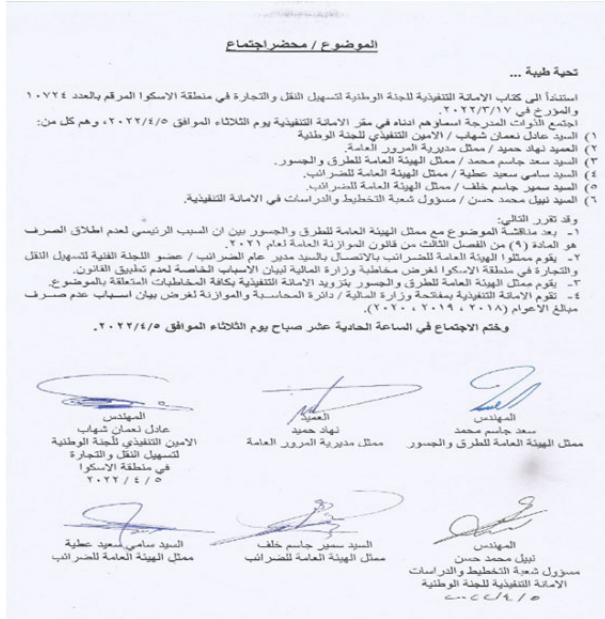 الموضوع / محضر اجتماع
تحية طيبة ...
استناداً الى كتاب الامانة التنفيذية للجنة الوطنية لتسهيل النقل والتجارة في منطقة الاسكوا المرقم بالعدد ١٠٧٢٤
والمؤرخ في ٢٠٢٢/٣/١٧.
اجتمع الذوات المدرجة اسماؤهم ادناه في مقر الامانة التنفيذية يوم الثلاثاء الموافق ٢٠٢٢/٤/٥، وهم كل من:
١) السيد عادل نعمان شهاب / الامين التنفيذي للجنة الوطنية
٢) العميد نهاد حميد / ممثل مديرية المرور العامة.
٣) السيد سعد جاسم محمد / ممثل الهيئة العامة للطرق والجسور.
٤) السيد سامي سعيد عطية / ممثل الهيئة العامة للضرائب.
٥) السيد سمير جاسم خلف / ممثل الهيئة العامة للضرائب.
٦) السيد نبيل محمد حسن / مسؤول شعبة التخطيط والدراسات في الامانة التنفيذية.
وقد تقرر التالي:
١- بعد مناقشة الموضوع مع ممثل الهيئة العامة للطرق والجسور بين ان السبب الرئيسي لعدم اطلاق الصرف
هو المادة (٩) من الفصل الثالث من قانون الموازنة العامة لعام ٢٠٢١.
٢- يقوم ممثلوا الهيئة العامة للضرائب بالاتصال بالسيد مدير عام الضرائب / عضو اللجنة الفنية لتسهيل النقل
والتجارة في منطقة الاسكوا لغرض مخاطبة وزارة المالية لبيان الاسباب الخاصة لعدم تطبيق القانون.
٣- يقوم ممثل الهيئة العامة للطرق والجسور بتزويد الامانة التنفيذية بكافة المخاطبات المتعلقة بالموضوع.
٤- تقوم الامانة التنفيذية بمفاتحة وزارة المالية / دائرة المحاسبة والموازنة لغرض بيان اسباب عدم صرف
مبالغ الاعوام (٢٠١٨ ، ٢٠١٩ ، ٢٠٢٠).
وختم الاجتماع في الساعة الحادية عشر صباح يوم الثلاثاء الموافق ٢٠٢٢/٤/٥.
المهندس
سعد جاسم محمد
ممثل الهيئة العامة للطرق والجسور
العميد
نهاد حميد
ممثل مديرية المرور العامة
المهندس
عادل نعمان شهاب
الامين التنفيذي للجنة الوطنية
لتسهيل النقل والتجارة
في منطقة الاسكوا
٢٠٢٢ / ٤ / ٥
المهندس
نبيل محمد حسن
مسؤول شعبة التخطيط والدراسات
الامانة التنفيذية للجنة الوطنية
٢٠٢٢/٤/٥
السيد سمير جاسم خلف
ممثل الهيئة العامة للضرائب
السيد سامي سعيد عطية
ممثل الهيئة العامة للضرائب